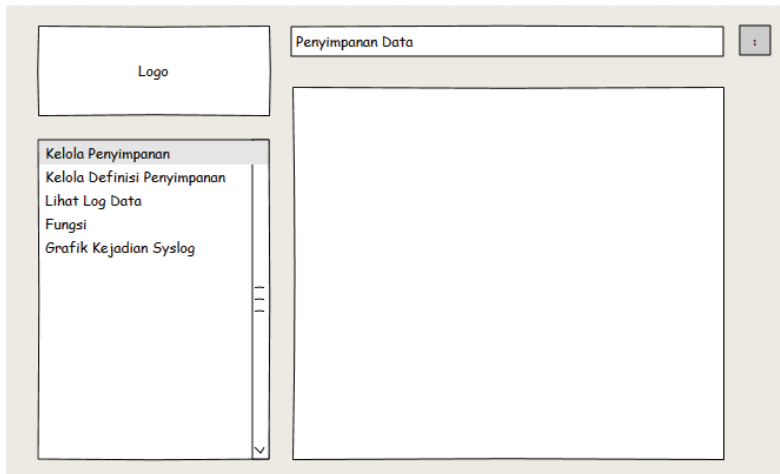 Logo
Penyimpanan Data
:
Kelola Penyimpanan
Kelola Definisi Penyimpanan
Lihat Log Data
Fungsi
Grafik Kejadian Syslog